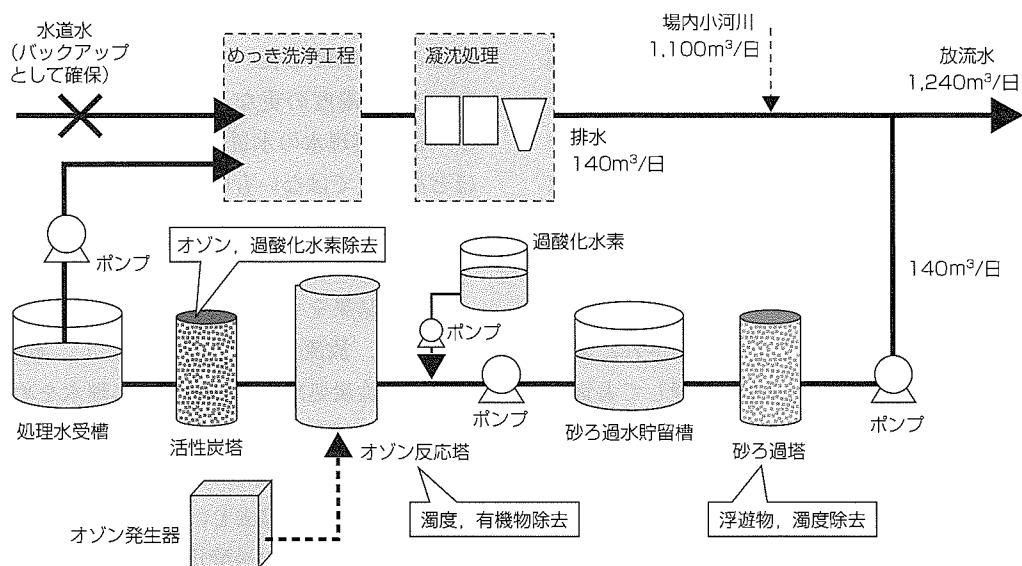 水道水
(バックアップ
として確保)
めっき洗浄工程
凝沈処理
場内小河川
1,100m³/日
放流水
1,240m³/日
排水
140m³/日
ポンプ
オゾン，過酸化水素除去
過酸化水素
ポンプ
140m³/日
処理水受槽
活性炭塔
オゾン反応塔
ポンプ
砂ろ過水貯留槽
砂ろ過塔
ポンプ
オゾン発生器
濁度，有機物除去
浮遊物，濁度除去